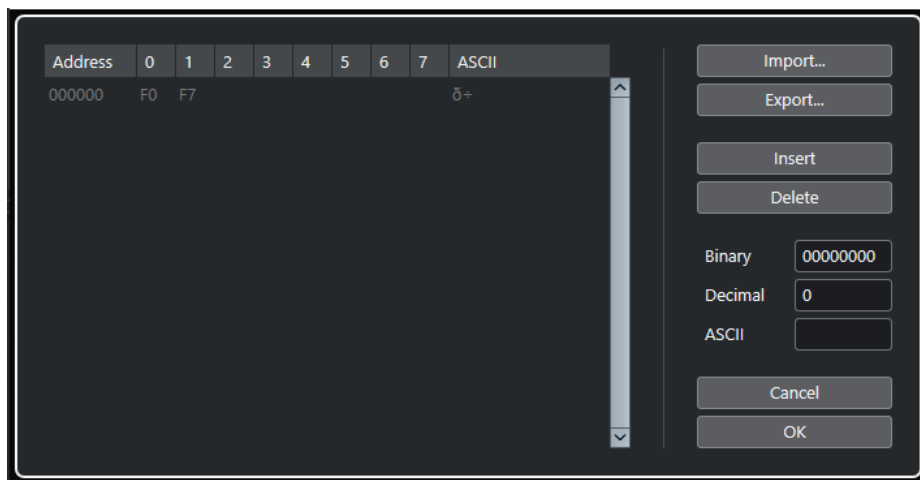 Address 0 1 2 3 4 5 6 7 ASCII
000000 F0 F7 ð÷
Import...
Export...
Insert
Delete
Binary 00000000
Decimal 0
ASCII
Cancel
OK